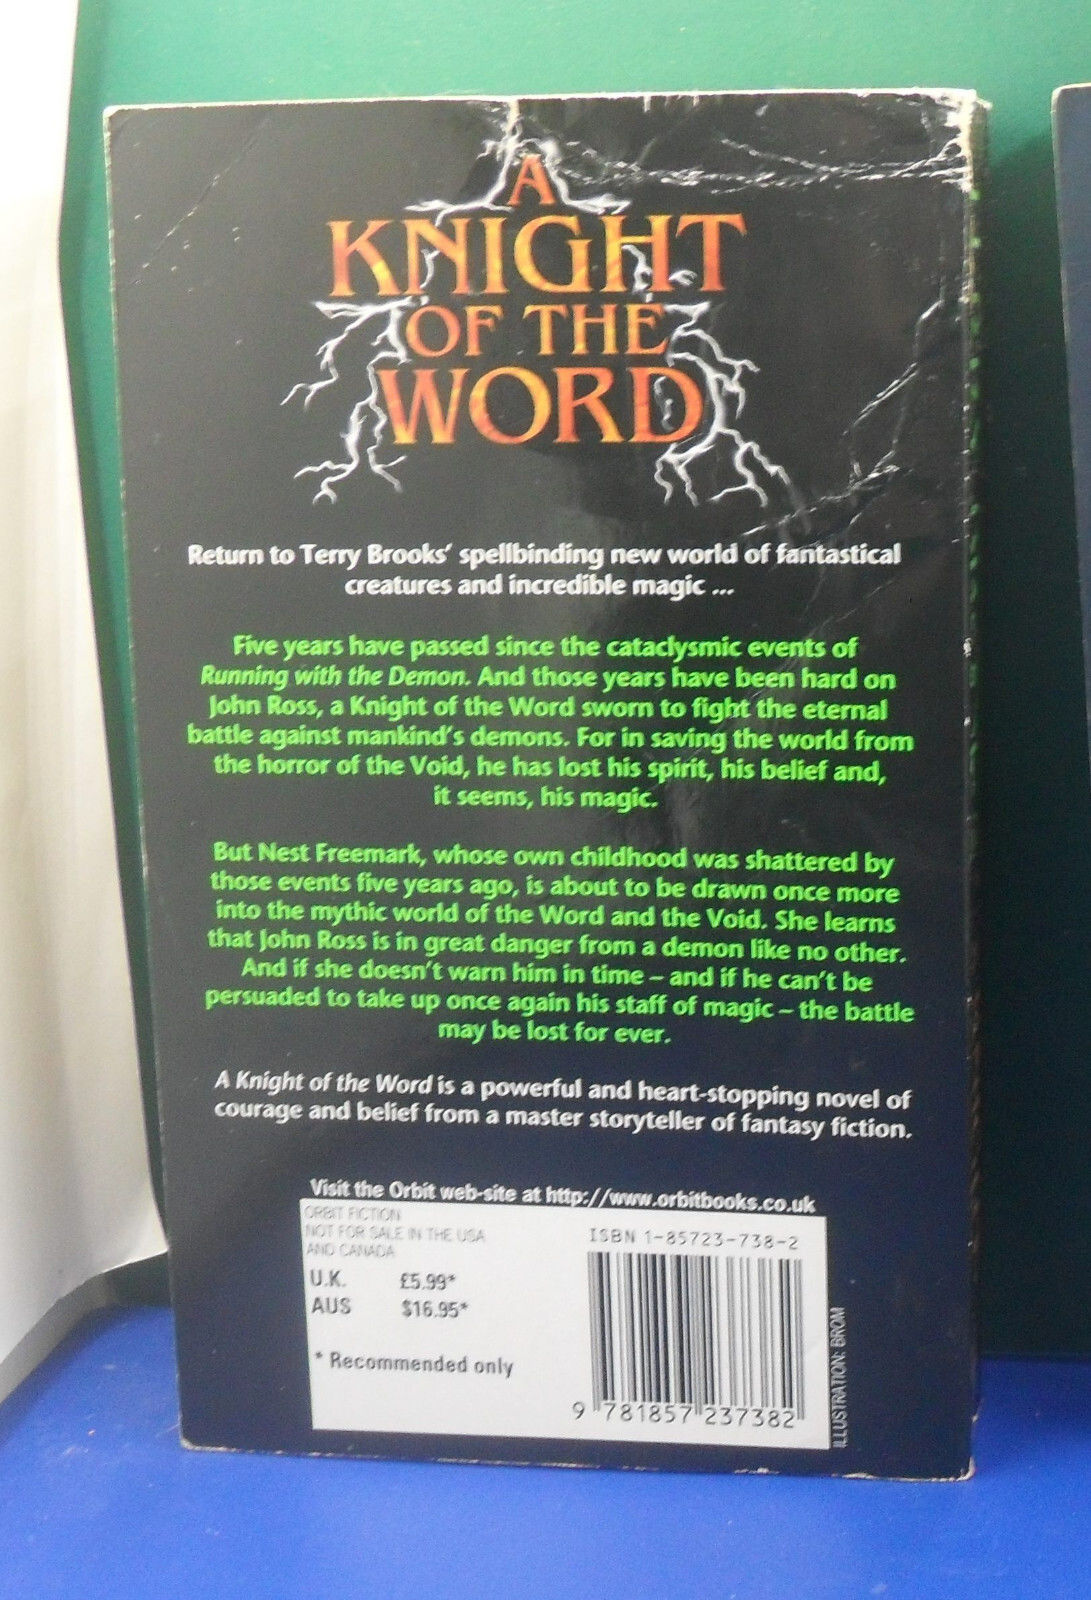 A
KNIGHT
OF THE
WORD
Return to Terry Brooks' spellbinding new world of fantastical
creatures and incredible magic ...
Five years have passed since the cataclysmic events of
Running with the Demon. And those years have been hard on
John Ross, a Knight of the Word sworn to fight the eternal
battle against mankind's demons. For in saving the world from
the horror of the Void, he has lost his spirit, his belief and,
it seems, his magic.
But Nest Freemark, whose own childhood was shattered by
those events five years ago, is about to be drawn once more
into the mythic world of the Word and the Void. She learns
that John Ross is in great danger from a demon like no other.
And if she doesn't warn him in time – and if he can't be
persuaded to take up once again his staff of magic – the battle
may be lost for ever.
A Knight of the Word is a powerful and heart-stopping novel of
courage and belief from a master storyteller of fantasy fiction.
Visit the Orbit web-site at http://www.orbitbooks.co.uk
ORBIT FICTION
NOT FOR SALE IN THE USA
AND CANADA
U.K. £5.99*
AUS $16.95*
* Recommended only
ISBN 1-85723-738-2
9 781857 237382
ILLUSTRATION: BROM